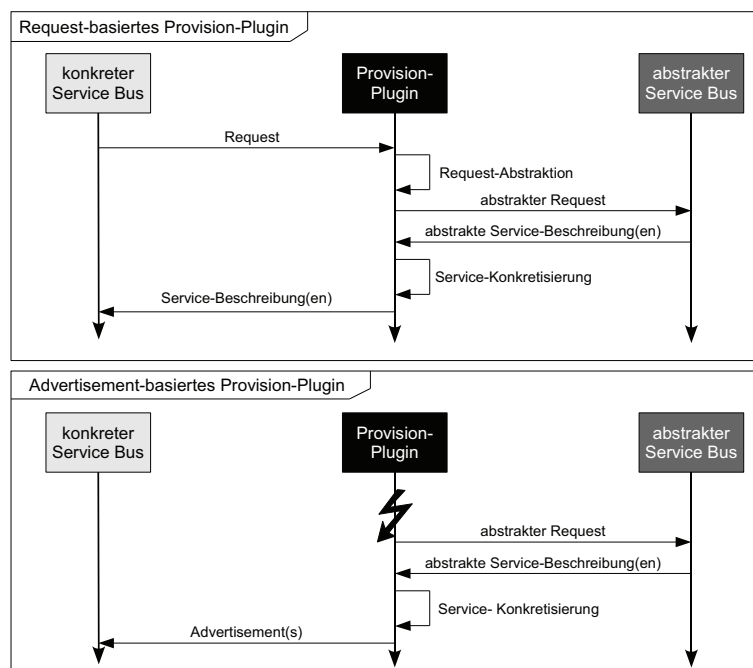 Request-basiertes Provision-Plugin
konkreter
Service Bus
Provision-
Plugin
abstrakter
Service Bus
Request
Request-Abstraktion
abstrakter Request
abstrakte Service-Beschreibung(en)
Service-Konkretisierung
Service-Beschreibung(en)
Advertisement-basiertes Provision-Plugin
konkreter
Service Bus
Provision-
Plugin
abstrakter
Service Bus
abstrakter Request
abstrakte Service-Beschreibung(en)
Service- Konkretisierung
Advertisement(s)